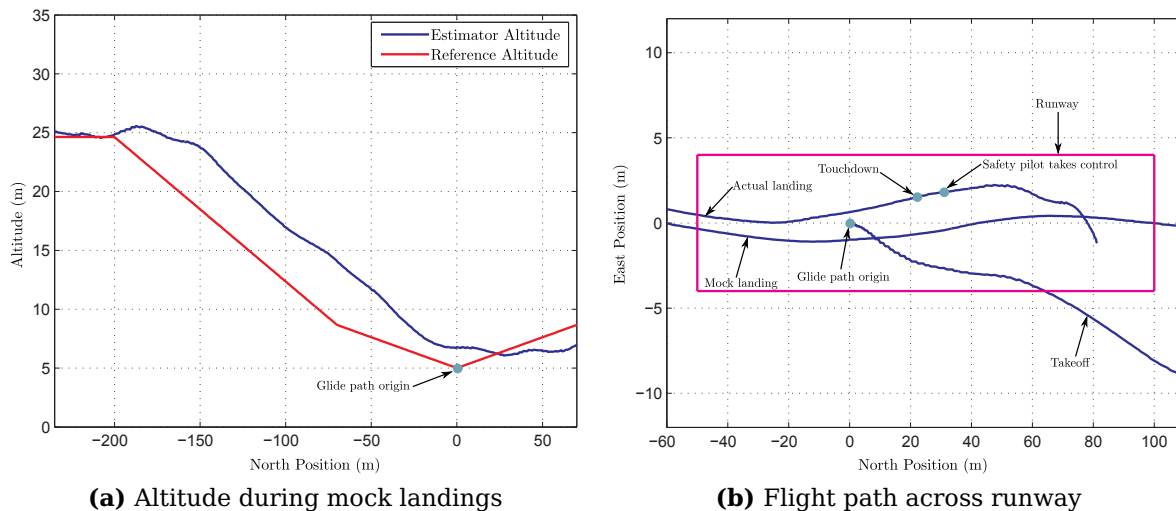 35
30
25
20
15
10
5
0
Altitude (m)
Estimator Altitude
Reference Altitude
Glide path origin
−200 −150 −100 −50 0 50
North Position (m)
(a) Altitude during mock landings
10
5
0
−5
−10
East Position (m)
Runway
Touchdown
Safety pilot takes control
Actual landing
Mock landing
Glide path origin
Takeoff
−60 −40 −20 0 20 40 60 80 100
North Position (m)
(b) Flight path across runway